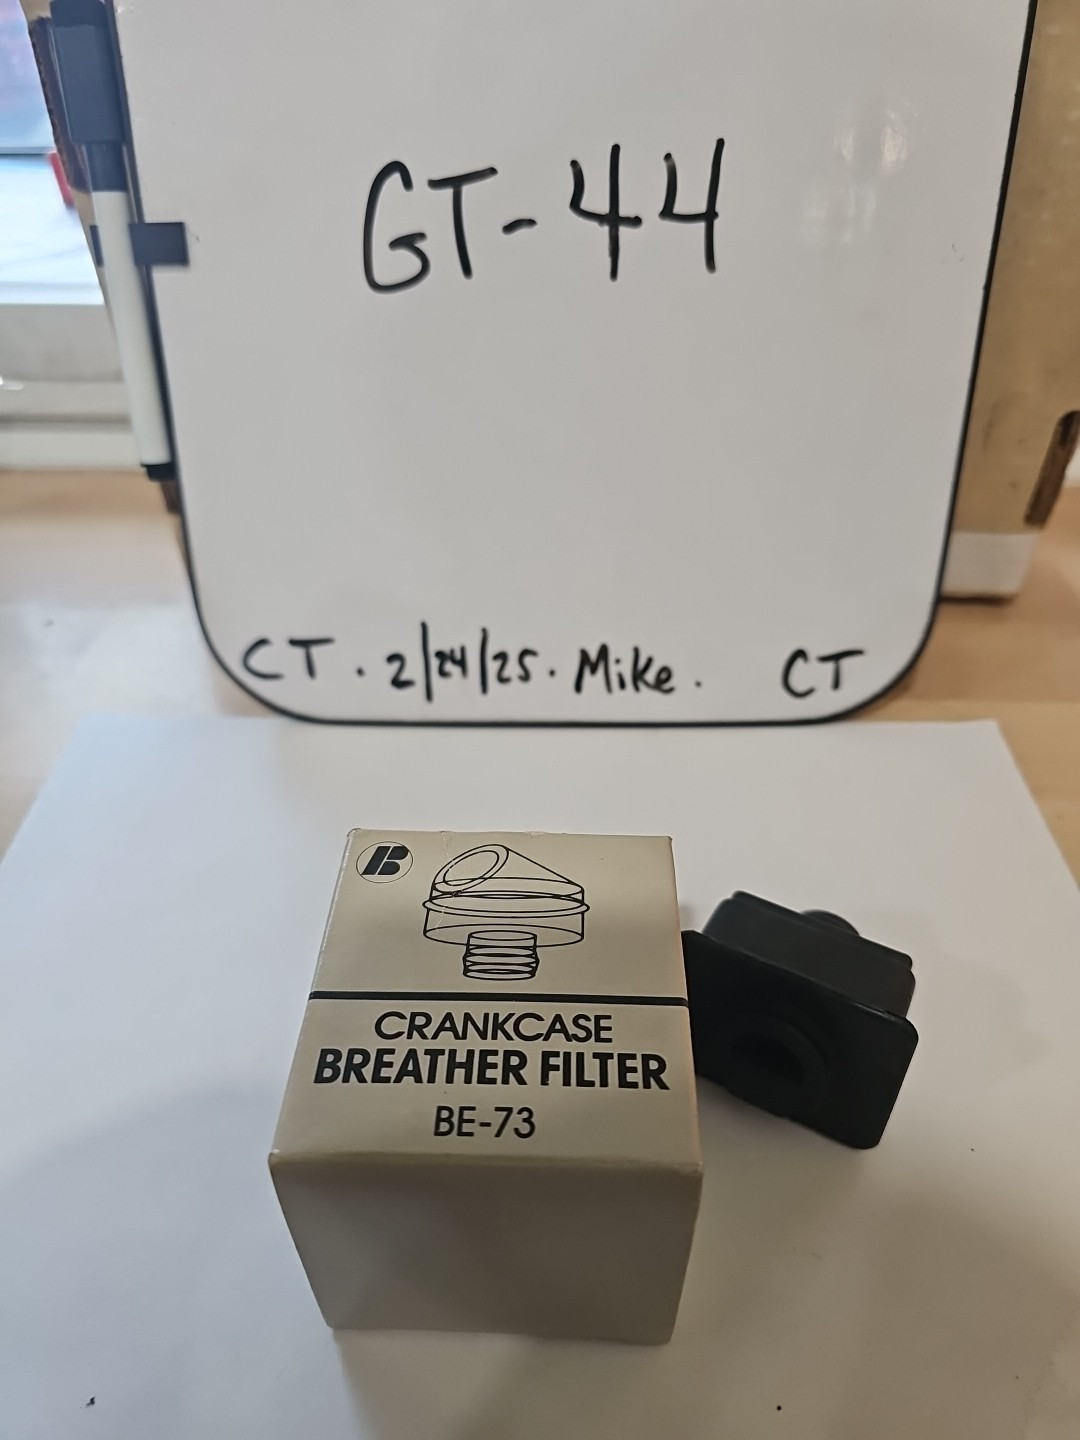 GT-44
CT . 2/24/25 . Mike . CT
B
CRANKCASE
BREATHER FILTER
BE-73